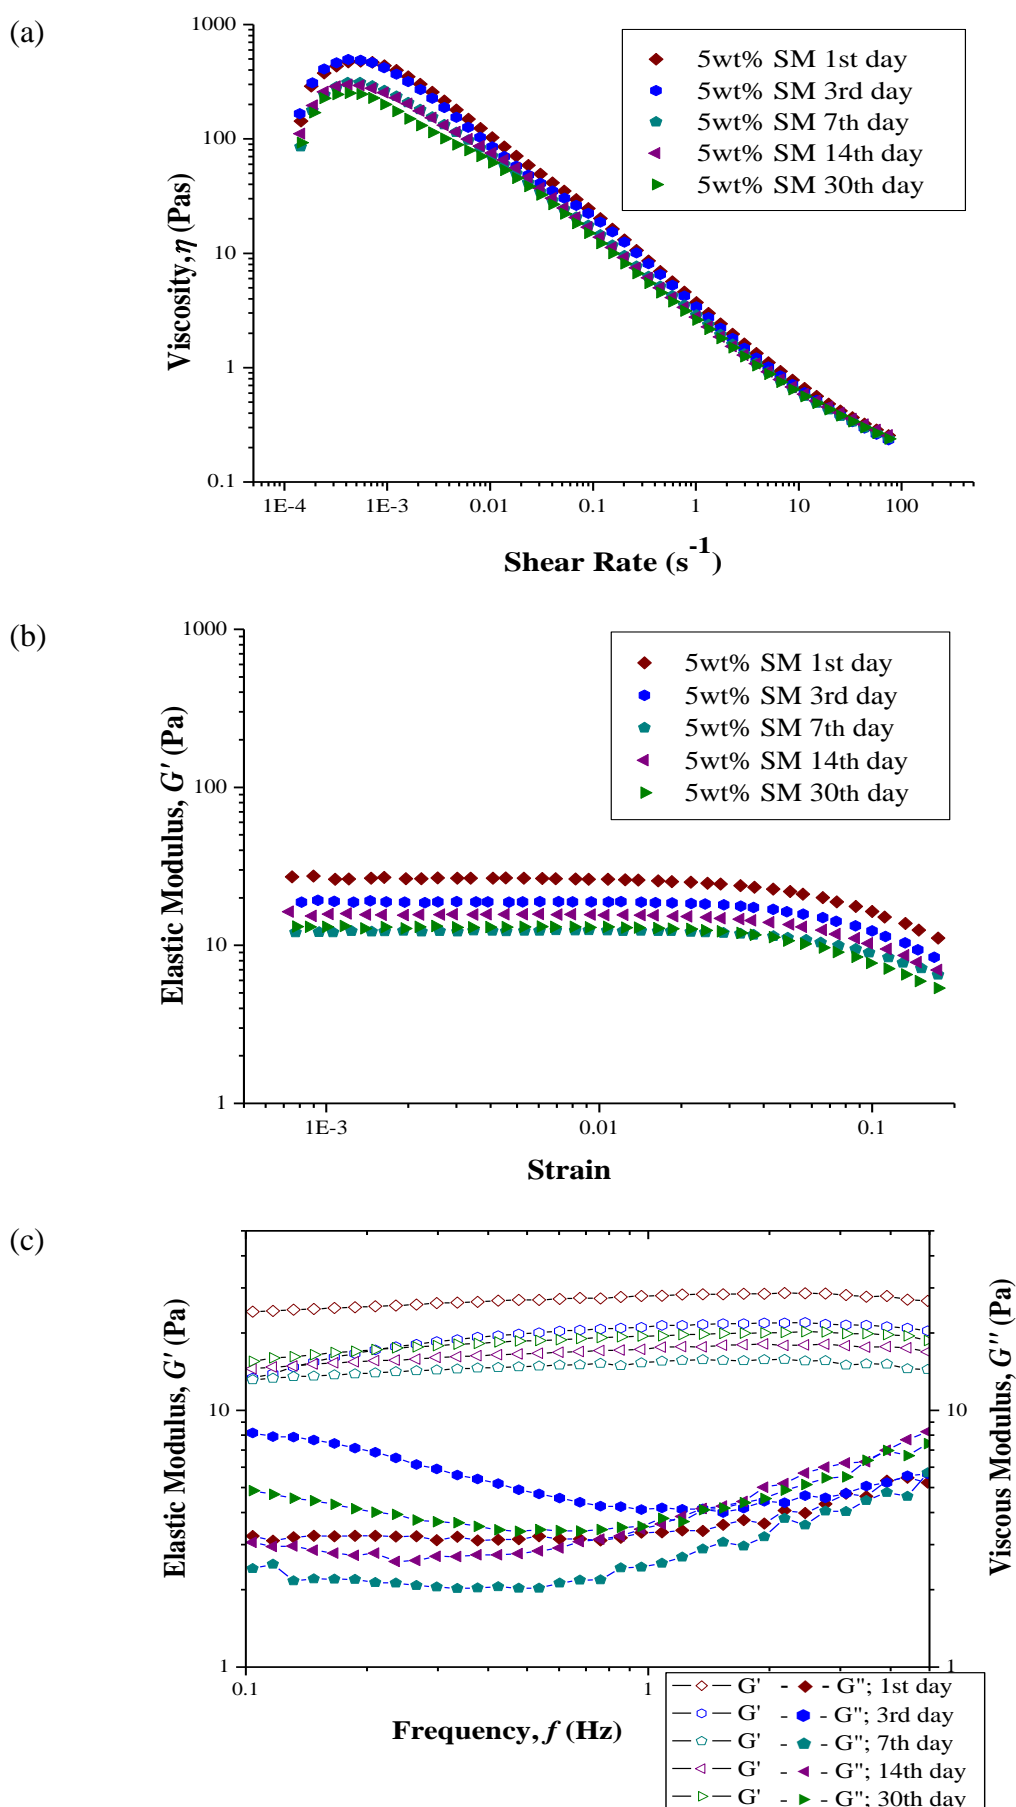 (a)
1000
100
10
1
0.1
Viscosity, η (Pas)
5wt% SM 1st day
5wt% SM 3rd day
5wt% SM 7th day
5wt% SM 14th day
5wt% SM 30th day
1E-4 1E-3 0.01 0.1 1 10 100
Shear Rate (s-1)
(b)
1000
100
10
1
Elastic Modulus, G' (Pa)
5wt% SM 1st day
5wt% SM 3rd day
5wt% SM 7th day
5wt% SM 14th day
5wt% SM 30th day
1E-3 0.01 0.1
Strain
(c)
Elastic Modulus, G' (Pa)
10
1
10
1
Viscous Modulus, G'' (Pa)
0.1 1
Frequency, f (Hz)
G' G''; 1st day
G' G''; 3rd day
G' G''; 7th day
G' G''; 14th day
G' G''; 30th day